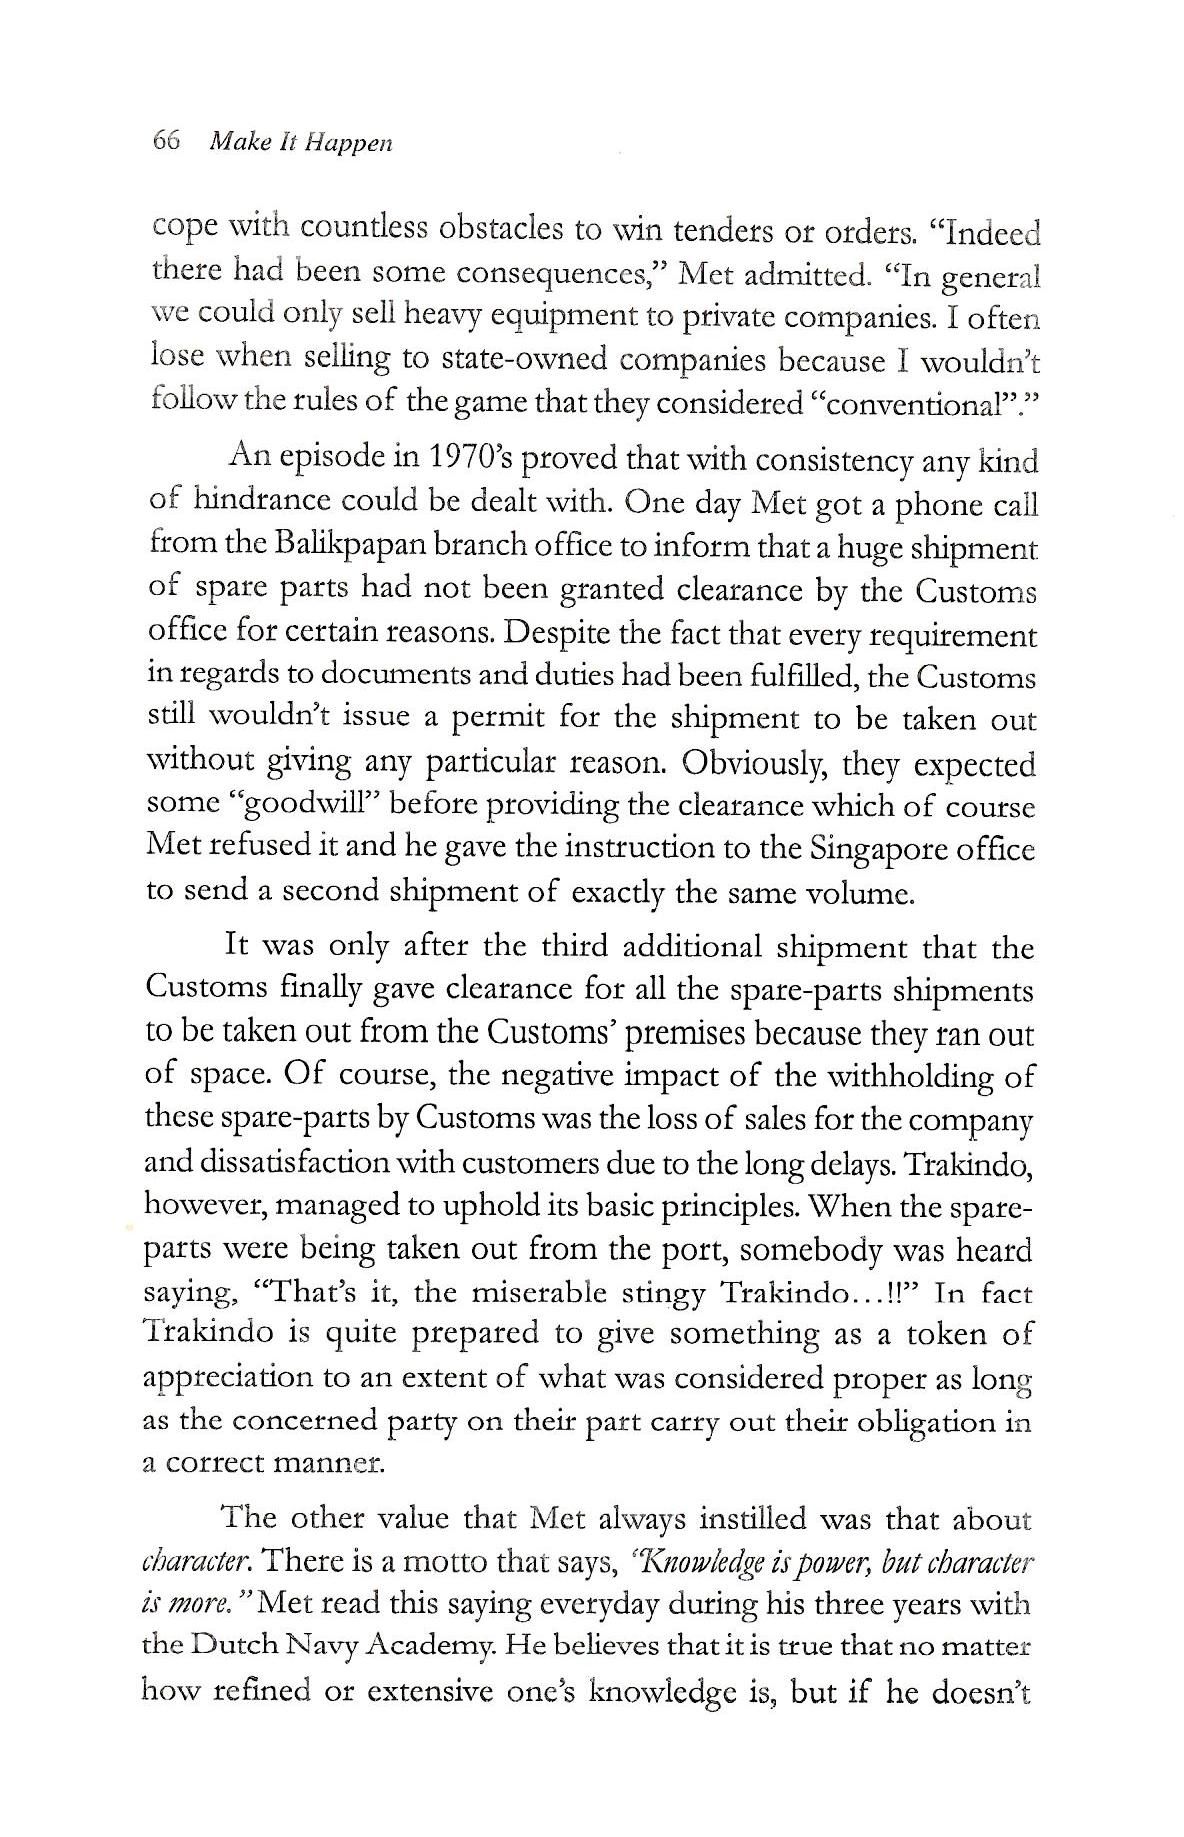 66 Make It Happen
cope with countless obstacles to win tenders or orders. “Indeed
there had been some consequences,” Met admitted. “In general
we could only sell heavy equipment to private companies. I often
lose when selling to state-owned companies because I wouldn’t
follow the rules of the game that they considered “conventional”.”
An episode in 1970’s proved that with consistency any kind
of hindrance could be dealt with. One day Met got a phone call
from the Balikpapan branch office to inform that a huge shipment
of spare parts had not been granted clearance by the Customs
office for certain reasons. Despite the fact that every requirement
in regards to documents and duties had been fulfilled, the Customs
still wouldn’t issue a permit for the shipment to be taken out
without giving any particular reason. Obviously, they expected
some “goodwill” before providing the clearance which of course
Met refused it and he gave the instruction to the Singapore office
to send a second shipment of exactly the same volume.
It was only after the third additional shipment that the
Customs finally gave clearance for all the spare-parts shipments
to be taken out from the Customs’ premises because they ran out
of space. Of course, the negative impact of the withholding of
these spare-parts by Customs was the loss of sales for the company
and dissatisfaction with customers due to the long delays. Trakindo,
however, managed to uphold its basic principles. When the spare-
parts were being taken out from the port, somebody was heard
saying, “That’s it, the miserable stingy Trakindo...!!” In fact
Trakindo is quite prepared to give something as a token of
appreciation to an extent of what was considered proper as long
as the concerned party on their part carry out their obligation in
a correct manner.
The other value that Met always instilled was that about
character. There is a motto that says, “Knowledge is power, but character
is more.” Met read this saying everyday during his three years with
the Dutch Navy Academy. He believes that it is true that no matter
how refined or extensive one’s knowledge is, but if he doesn’t